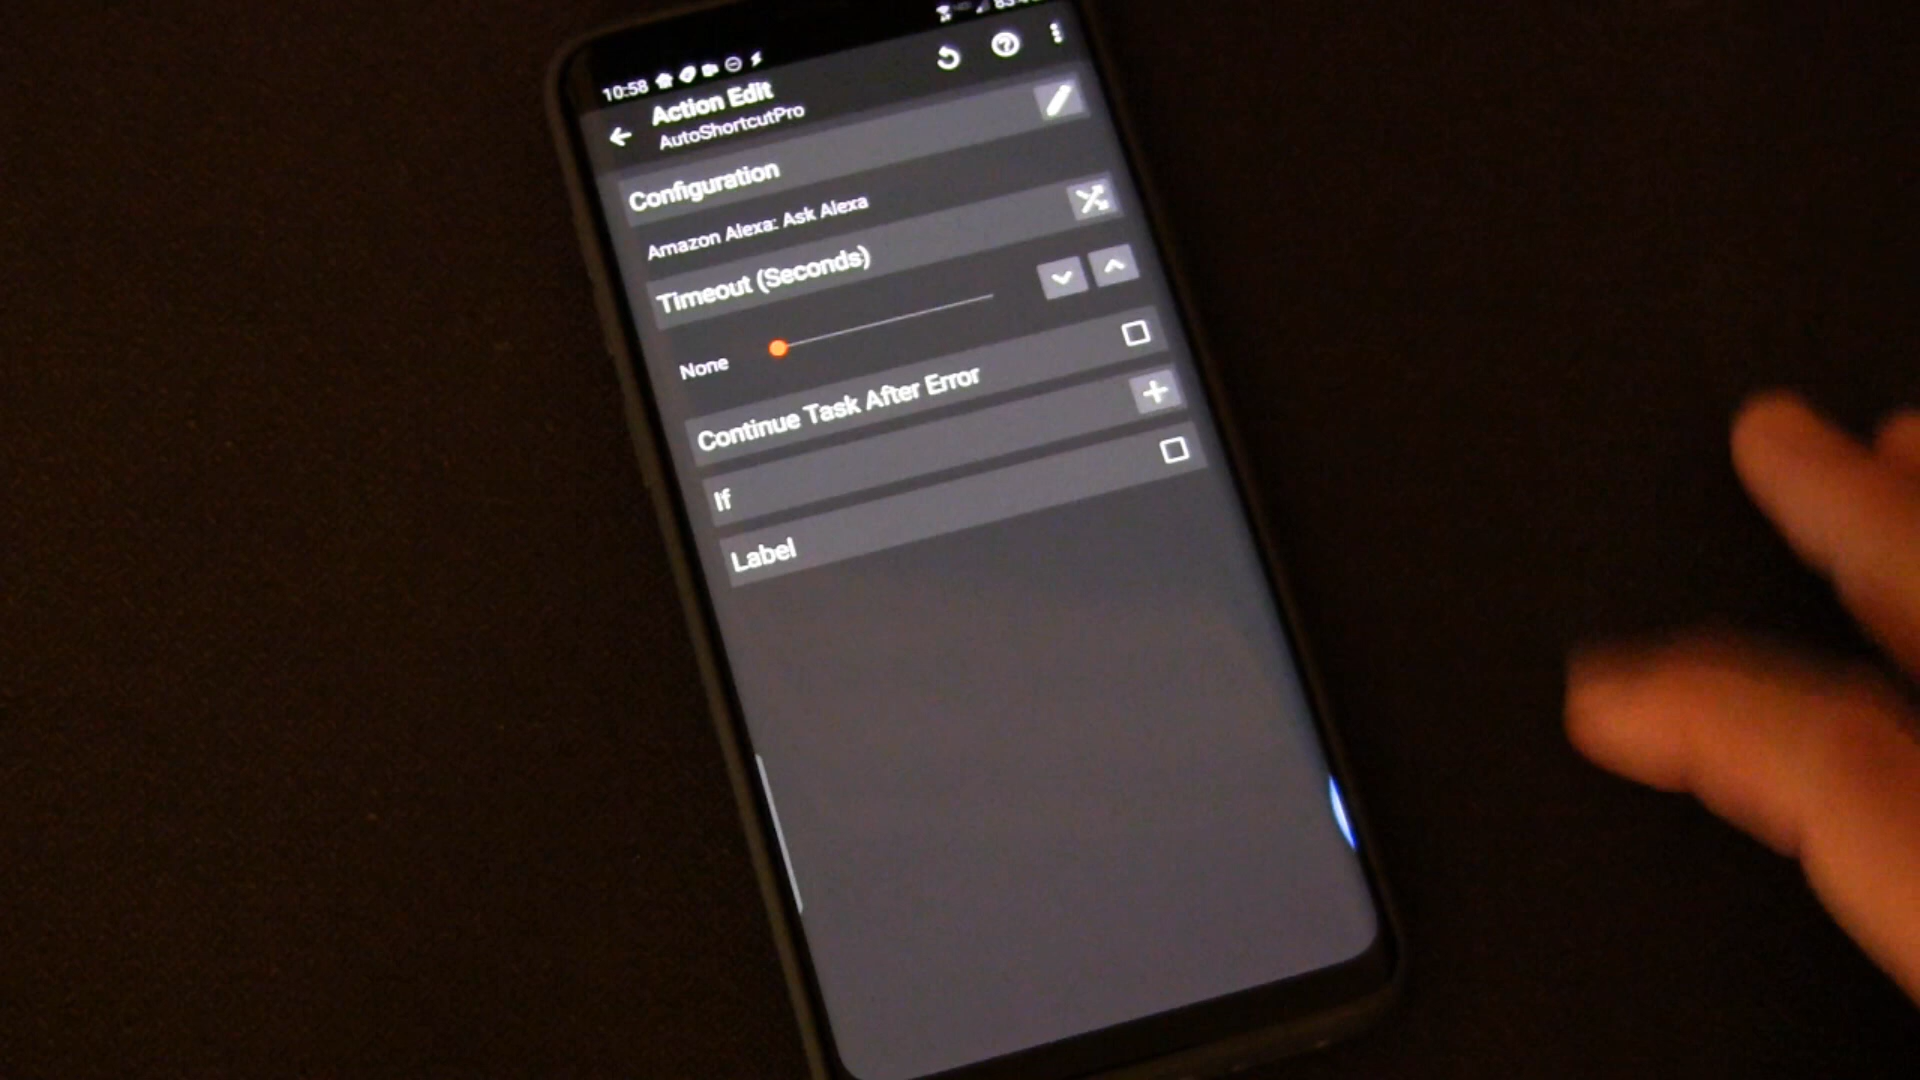 10:58
Action Edit
AutoShortcutPro
Configuration
Amazon Alexa: Ask Alexa
Timeout (Seconds)
None
Continue Task After Error
If
Label